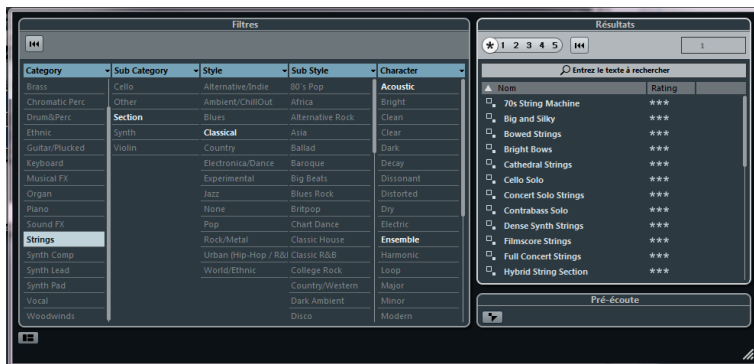 Filtres
Category Sub Category Style Sub Style Character
Brass Cello Alternative/Indie 80's Pop Acoustic
Chromatic Perc Other Ambient/ChillOut Africa Bright
Drum&Perc Section Blues Alternative Rock Clean
Ethnic Synth Classical Asia Clear
Guitar/Plucked Violin Country Ballad Dark
Keyboard Electronica/Dance Baroque Decay
Musical FX Experimental Big Beats Dissonant
Organ Jazz Blues Rock Distorted
Piano None Britpop Dry
Sound FX Pop Chart Dance Electric
Strings Rock/Metal Classic House Ensemble
Synth Comp Urban (Hip-Hop / R&I Classic R&B Harmonic
Synth Lead World/Ethnic College Rock Loop
Synth Pad Country/Western Major
Vocal Dark Ambient Minor
Woodwinds Disco Modern
Résultats
* 1 2 3 4 5 1
Entrez le texte à rechercher
Nom Rating
70s String Machine ***
Big and Silky ***
Bowed Strings ***
Bright Bows ***
Cathedral Strings ***
Cello Solo ***
Concert Solo Strings ***
Contrabass Solo ***
Dense Synth Strings ***
Filmscore Strings ***
Full Concert Strings ***
Hybrid String Section ***
Pré-écoute